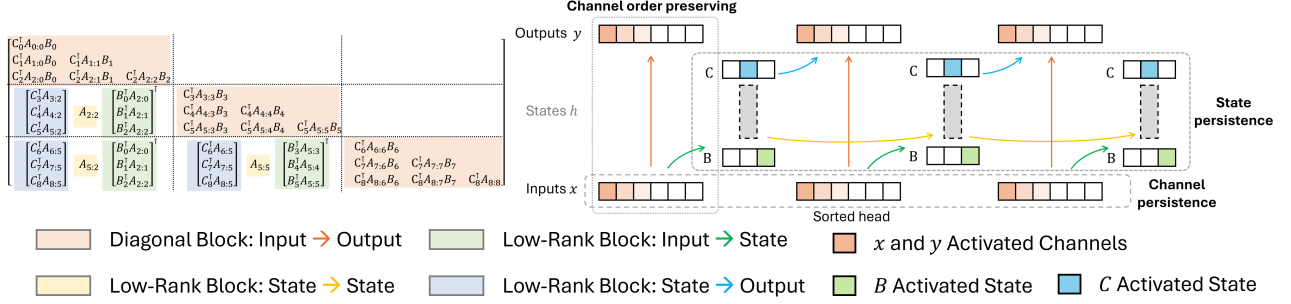 Channel order preserving
Outputs y
States h
Inputs x
C C C
B B B
State
persistence
Channel
persistence
Sorted head
C₀ᵀA₀:₀B₀
C₁ᵀA₁:₀B₀ C₁ᵀA₁:₁B₁
C₂ᵀA₂:₀B₀ C₂ᵀA₂:₁B₁ C₂ᵀA₂:₂B₂
C₃ᵀA₃:₂ B₀ᵀA₂:₀ ᵀ C₃ᵀA₃:₃B₃
C₄ᵀA₄:₂ A₂:₂ B₁ᵀA₂:₁ C₄ᵀA₄:₃B₃ C₄ᵀA₄:₄B₄
C₅ᵀA₅:₂ B₂ᵀA₂:₂ C₅ᵀA₅:₃B₃ C₅ᵀA₅:₄B₄ C₅ᵀA₅:₅B₅
C₆ᵀA₆:₅ B₀ᵀA₂:₀ ᵀ C₆ᵀA₆:₅ B₃ᵀA₅:₃ ᵀ C₆ᵀA₆:₆B₆
C₇ᵀA₇:₅ A₅:₂ B₁ᵀA₂:₁ C₇ᵀA₇:₅ A₅:₅ B₄ᵀA₅:₄ C₇ᵀA₇:₆B₆ C₇ᵀA₇:₇B₇
C₈ᵀA₈:₅ B₂ᵀA₂:₂ C₈ᵀA₈:₅ B₅ᵀA₅:₅ C₈ᵀA₈:₆B₆ C₈ᵀA₈:₇B₇ C₈ᵀA₈:₈
Diagonal Block: Input → Output
Low-Rank Block: Input → State
x and y Activated Channels
Low-Rank Block: State → State
Low-Rank Block: State → Output
B Activated State
C Activated State